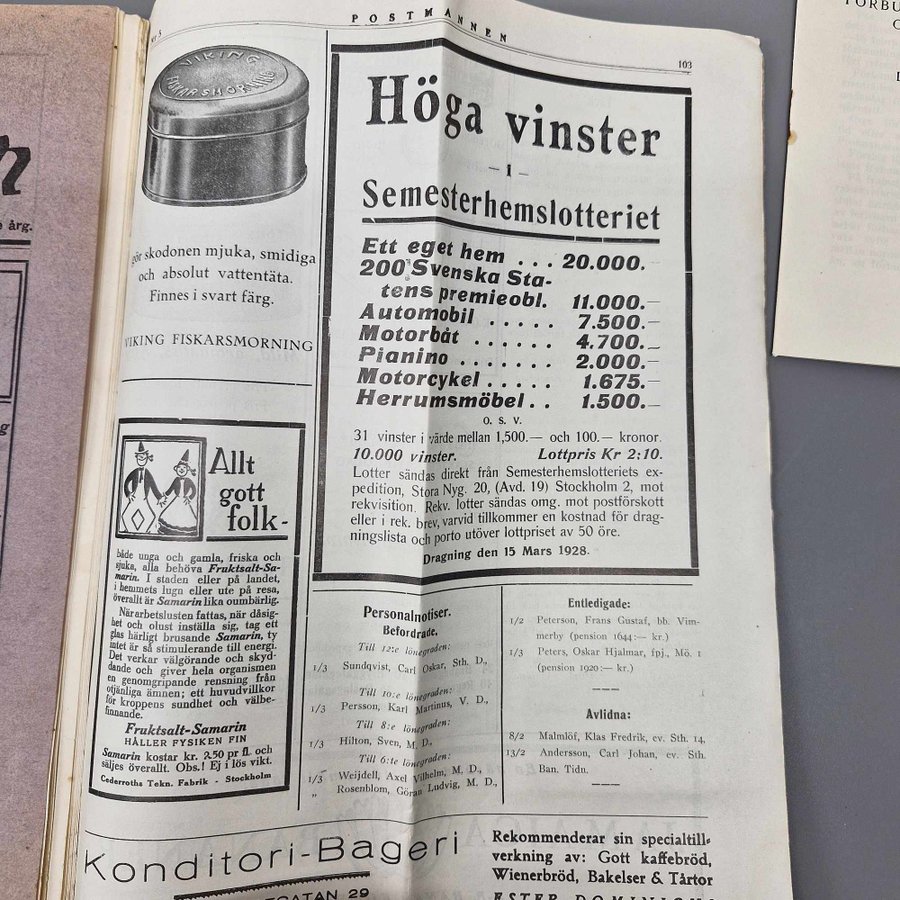 POSTMANNEN
103
VIKING
FISKARSMORNING
gör skodonen mjuka, smidiga
och absolut vattentäta.
Finnes i svart färg.
VIKING FISKARSMORNING
Allt
gott
folk-
både unga och gamla, friska och
sjuka, alla behöva Fruktsalt-Sa-
marin. I staden eller på landet,
i hemmets lugn eller ute på resa,
överallt är Samarin lika oumbärlig.
När arbetslusten fattas, när dåsig-
het och olust inställa sig, tag ett
glas härligt brusande Samarin, ty
intet är så stimulerande till energi.
Det verkar välgörande och skyd-
dande och giver hela organismen
en genomgripande rensning från
otjänliga ämnen; ett huvudvillkor
för kroppens sundhet och välbe-
finnande.
Fruktsalt-Samarin
HÅLLER FYSIKEN FIN
Samarin kostar kr. 2.50 pr fl. och
säljes överallt. Obs.! Ej i lös vikt.
Cederroths Tekn. Fabrik - Stockholm
Höga vinster
– i –
Semesterhemslotteriet
Ett eget hem . . . 20.000.–
200 Svenska Sta-
tens premieobl. 11.000.–
Automobil . . . . . . 7.500.–
Motorbåt . . . . . . 4.700.–
Pianino . . . . . . 2.000.–
Motorcykel . . . . . 1.675.–
Herrumsmöbel . . 1.500.–
O. S. V.
31 vinster i värde mellan 1,500.— och 100.— kronor.
10.000 vinster. Lottpris Kr 2:10.
Lotter sändas direkt från Semesterhemslotteriets ex-
pedition, Stora Nyg. 20, (Avd. 19) Stockholm 2, mot
rekvisition. Rekv. lotter sändas omg. mot postförskott
eller i rek. brev, varvid tillkommer en kostnad för drag-
ningslista och porto utöver lottpriset av 50 öre.
Dragning den 15 Mars 1928.
Personalnotiser.
Befordrade.
Till 12:e lönegraden:
1/3 Sundqvist, Carl Oskar, Sth. D.,
Till 10:e lönegraden:
1/3 Persson, Karl Martinus, V. D.,
Till 8:e lönegraden:
1/3 Hilton, Sven, M. D.,
Till 6:te lönegraden:
1/3 Weijdell, Axel Vilhelm, M. D.,
„ Rosenblom, Göran Ludvig, M. D.,
Entledigade:
1/2 Peterson, Frans Gustaf, bb. Vim-
merby (pension 1644:— kr.)
1/3 Peters, Oskar Hjalmar, fpj., Mö. 1
(pension 1920:— kr.)
Avlidna:
8/2 Malmlöf, Klas Fredrik, ev. Sth. 14,
13/2 Andersson, Carl Johan, ev. Sth.
Ban. Tidn.
Konditori-Bageri
GATAN 29
Rekommenderar sin specialtill-
verkning av: Gott kaffebröd,
Wienerbröd, Bakelser & Tårtor
årg.